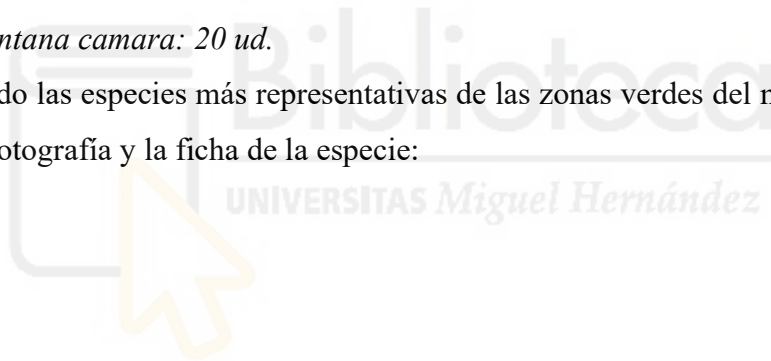 ntana camara: 20 ud.
Biblioteca
do las especies más representativas de las zonas verdes del
otografía y la ficha de la especie:
UNIVERSITAS Miguel Hernández